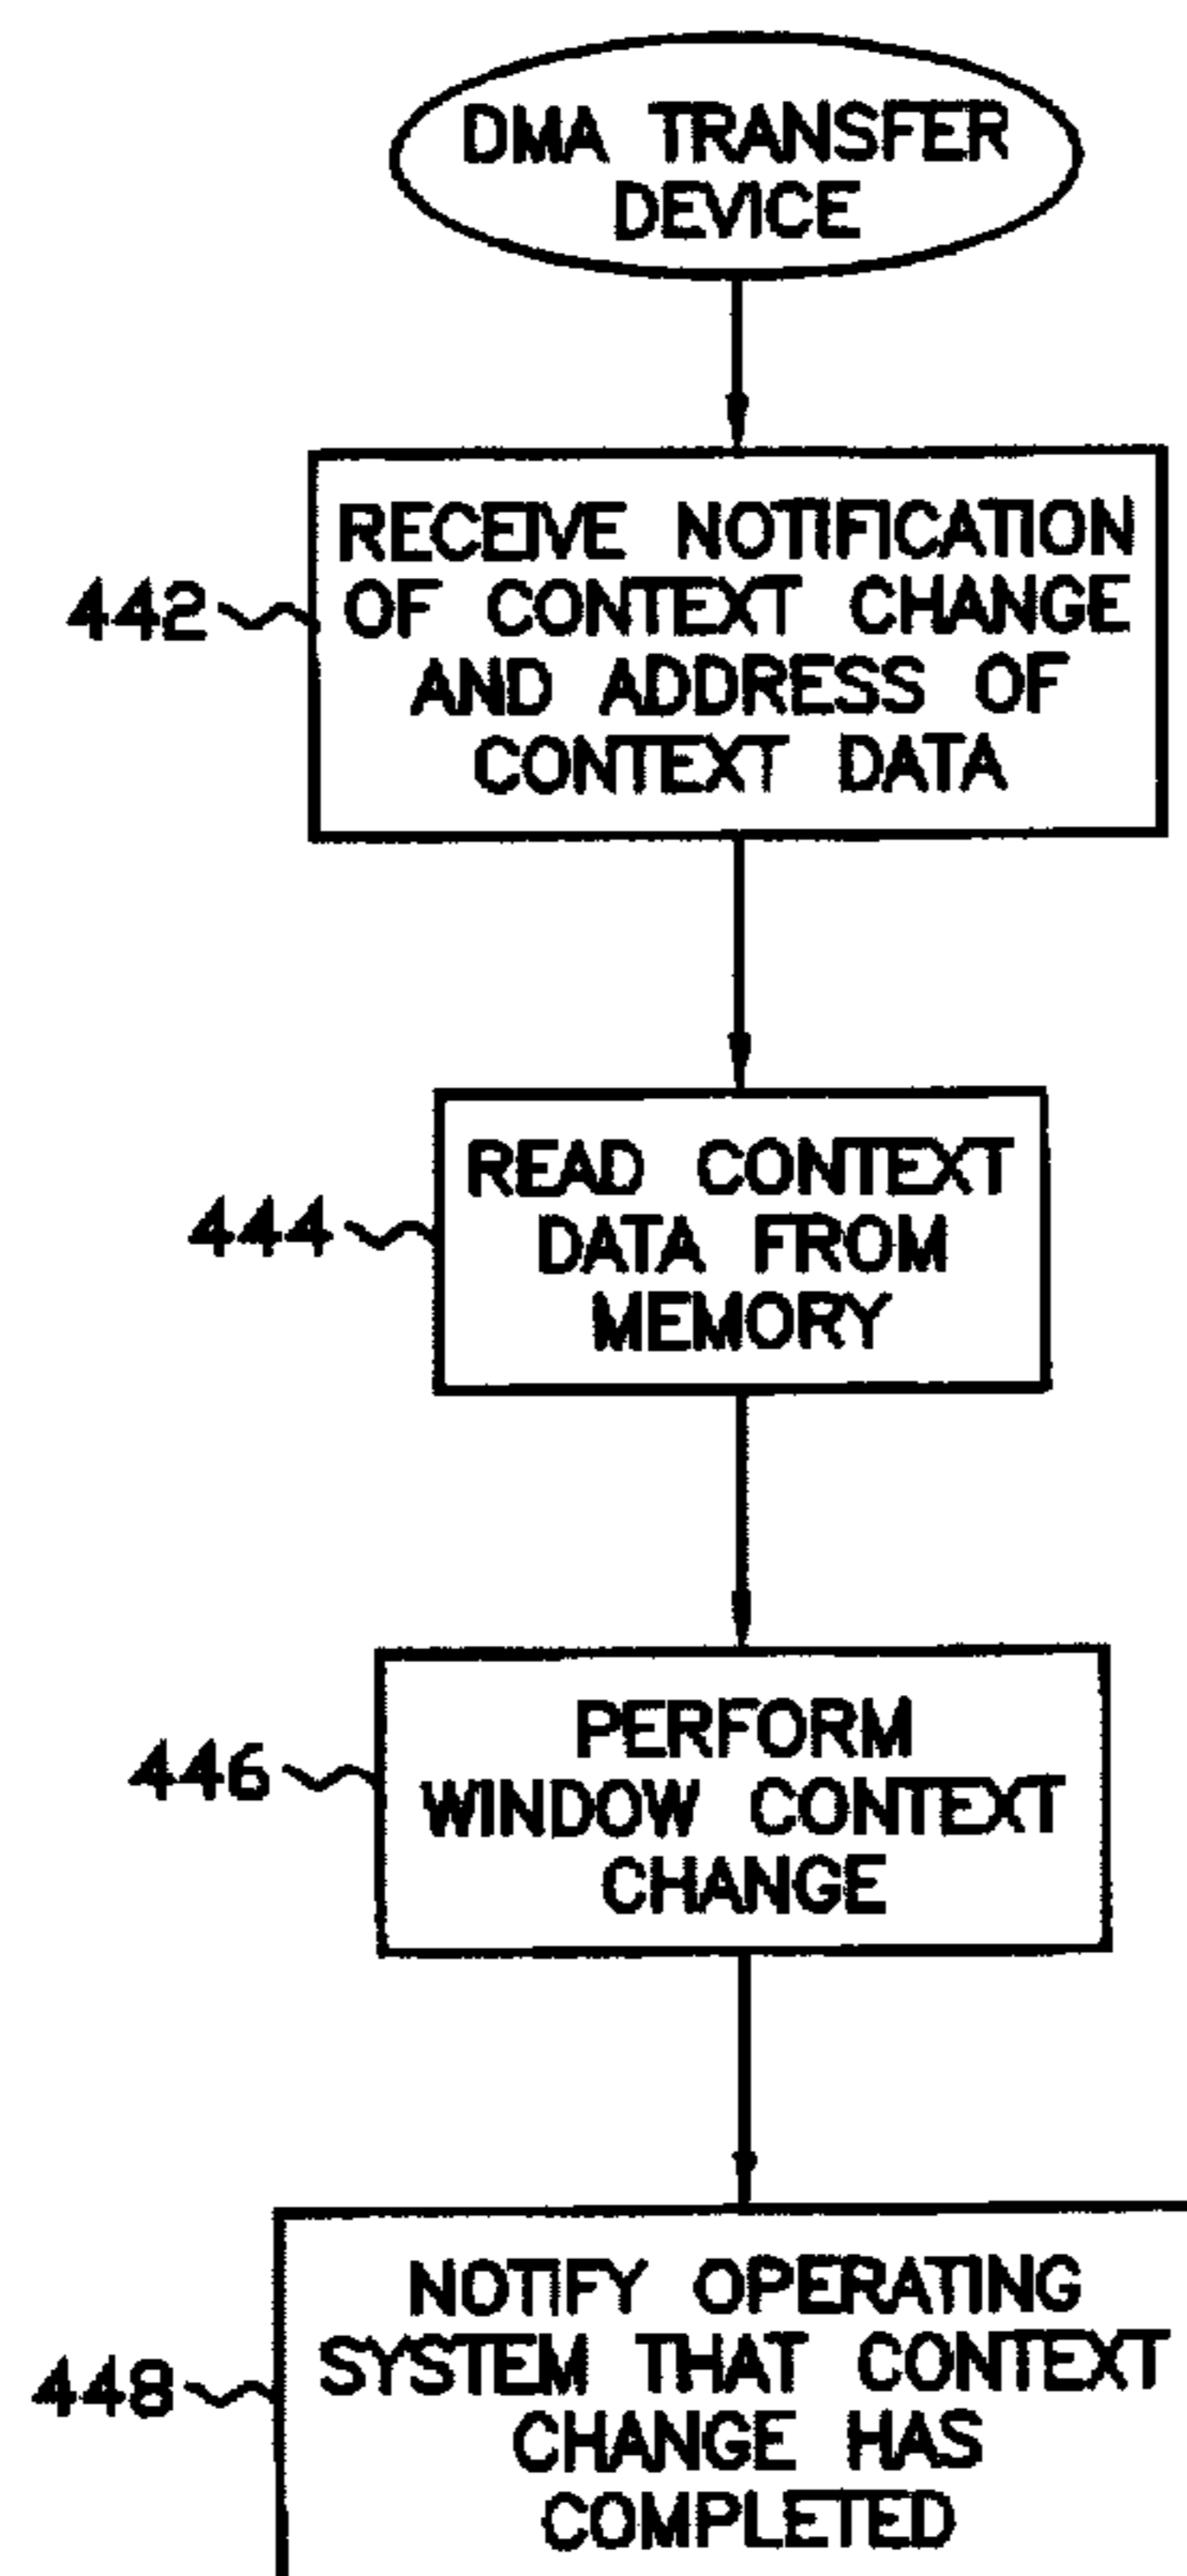 DMA TRANSFER
DEVICE
RECEIVE NOTIFICATION
OF CONTEXT CHANGE
AND ADDRESS OF
CONTEXT DATA
442
READ CONTEXT
DATA FROM
MEMORY
444
PERFORM
WINDOW CONTEXT
CHANGE
446
NOTIFY OPERATING
SYSTEM THAT CONTEXT
CHANGE HAS
COMPLETED
448